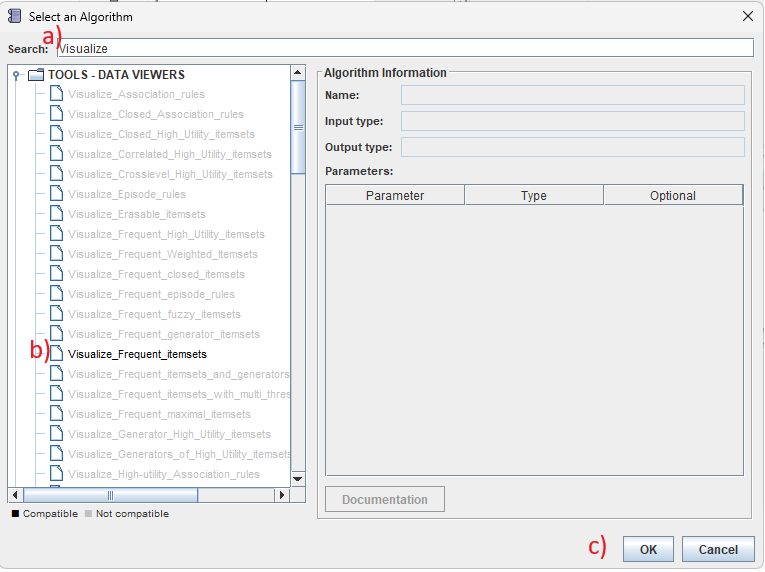 Select an Algorithm
a)
Search: Visualize
TOOLS - DATA VIEWERS
Visualize_Association_rules
Visualize_Closed_Association_rules
Visualize_Closed_High_Utility_itemsets
Visualize_Correlated_High_Utility_itemsets
Visualize_Crosslevel_High_Utility_itemsets
Visualize_Episode_rules
Visualize_Erasable_itemsets
Visualize_Frequent_High_Utility_itemsets
Visualize_Frequent_Weighted_itemsets
Visualize_Frequent_closed_itemsets
Visualize_Frequent_episode_rules
Visualize_Frequent_fuzzy_itemsets
Visualize_Frequent_generator_itemsets
b) Visualize_Frequent_itemsets
Visualize_Frequent_itemsets_and_generators
Visualize_Frequent_itemsets_with_multi_thres
Visualize_Frequent_maximal_itemsets
Visualize_Generator_High_Utility_itemsets
Visualize_Generators_of_High_Utility_itemsets
Visualize_High-utility_Association_rules
Compatible Not compatible
Algorithm Information
Name:
Input type:
Output type:
Parameters:
Parameter Type Optional
Documentation
c) OK Cancel